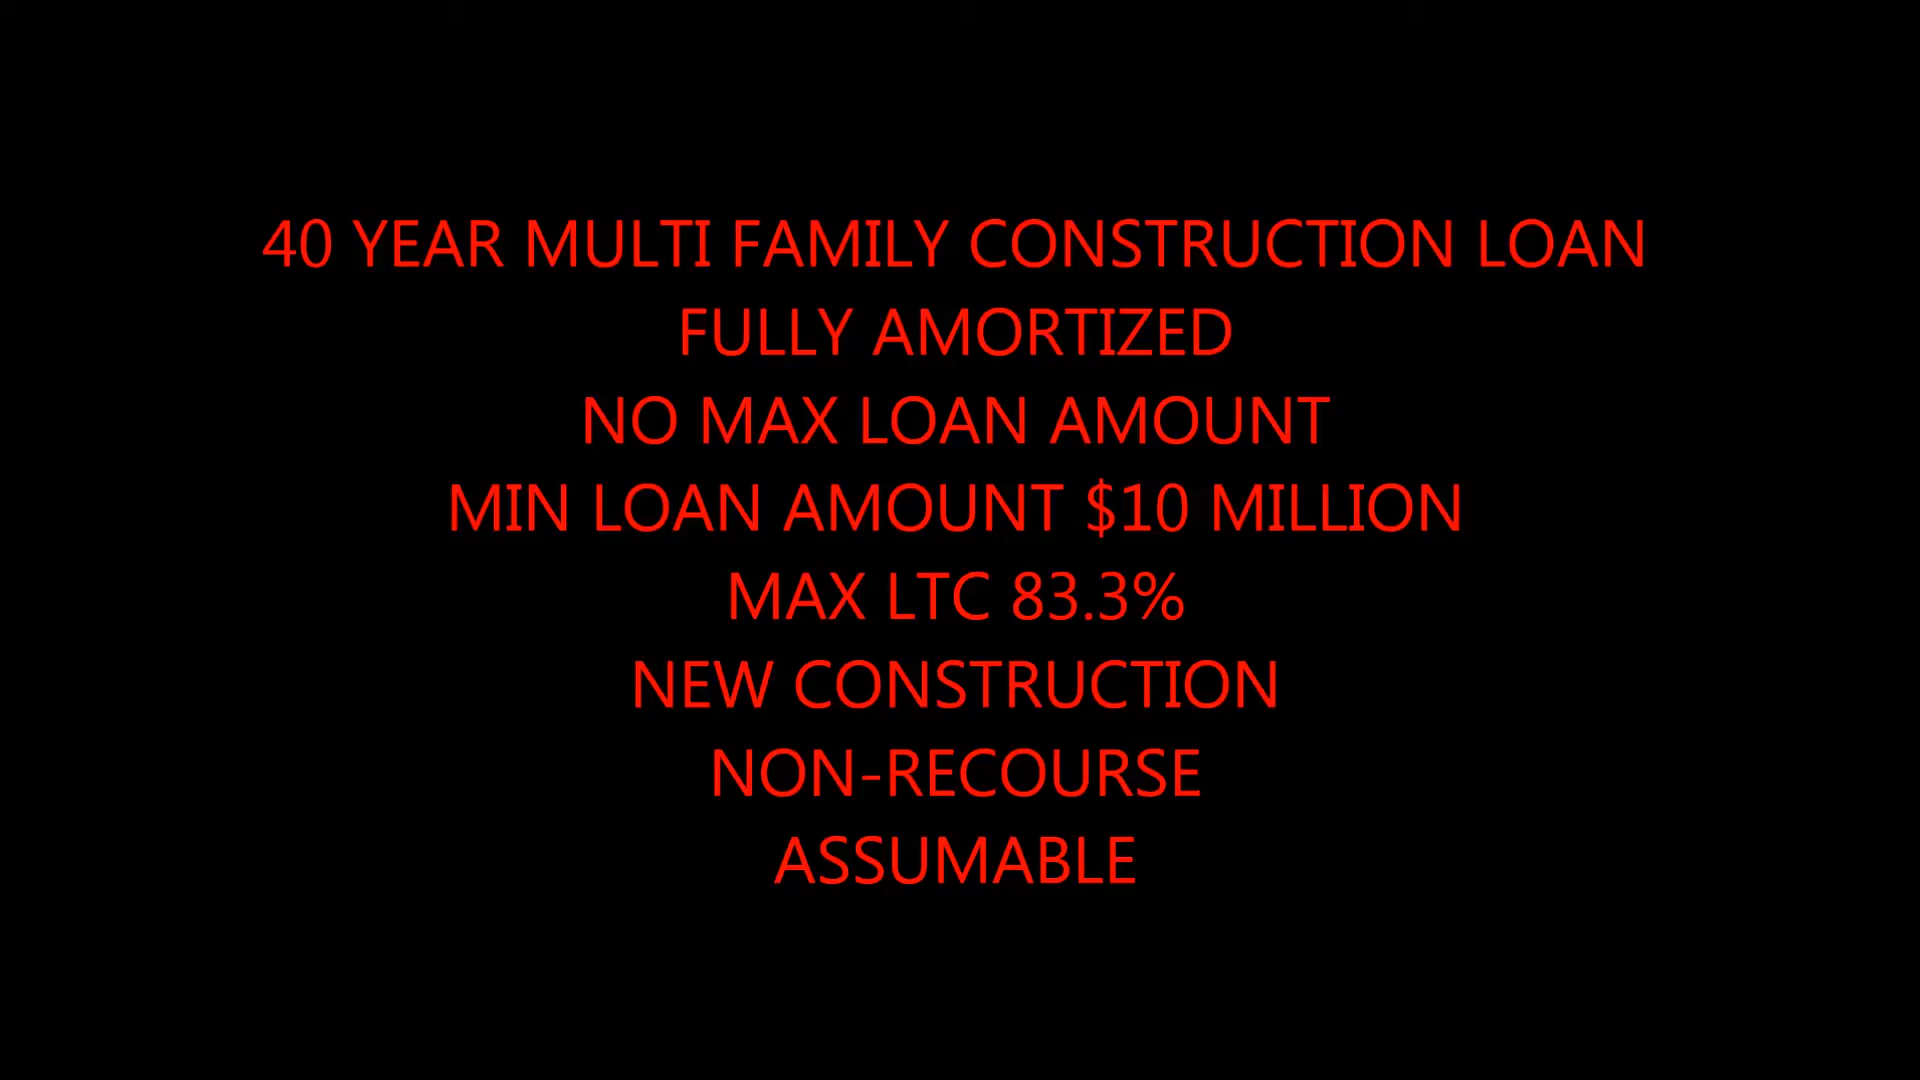 40 YEAR MULTI FAMILY CONSTRUCTION LOAN
FULLY AMORTIZED
NO MAX LOAN AMOUNT
MIN LOAN AMOUNT $10 MILLION
MAX LTC 83.3%
NEW CONSTRUCTION
NON-RECOURSE
ASSUMABLE